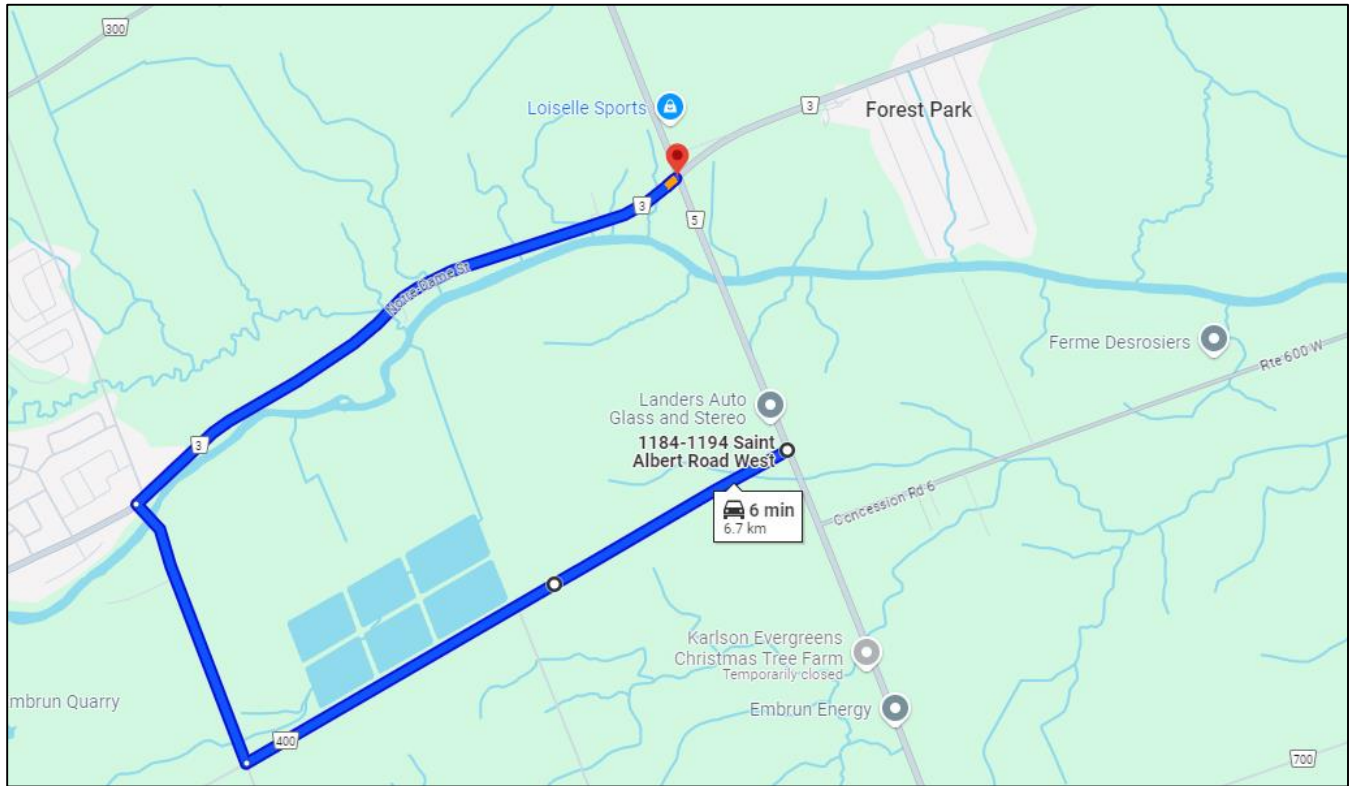 300
Loiselle Sports
3
Forest Park
3
5
Notre-Dame St
Ferme Desrosiers
Rte 600 W
Landers Auto
Glass and Stereo
1184-1194 Saint
Albert Road West
3
6 min
6.7 km
Concession Rd 6
Karlson Evergreens
Christmas Tree Farm
Temporarily closed
mbrun Quarry
Embrun Energy
400
700